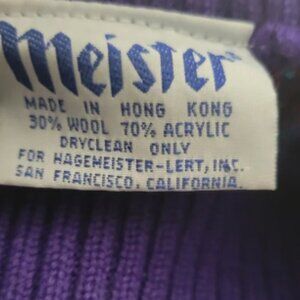 Meister
MADE IN HONG KONG
30% WOOL 70% ACRYLIC
DRYCLEAN ONLY
FOR HAGEMEISTER-LERT, INC.
SAN FRANCISCO, CALIFORNIA.